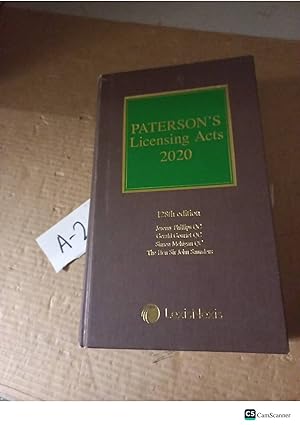 PATERSON'S
Licensing Acts
2020
128th edition
Jeremy Phillips QC
Gerald Gouriet QC
Simon Mehigan QC
The Hon Sir John Saunders
LexisNexis
A-2
CS CamScanner